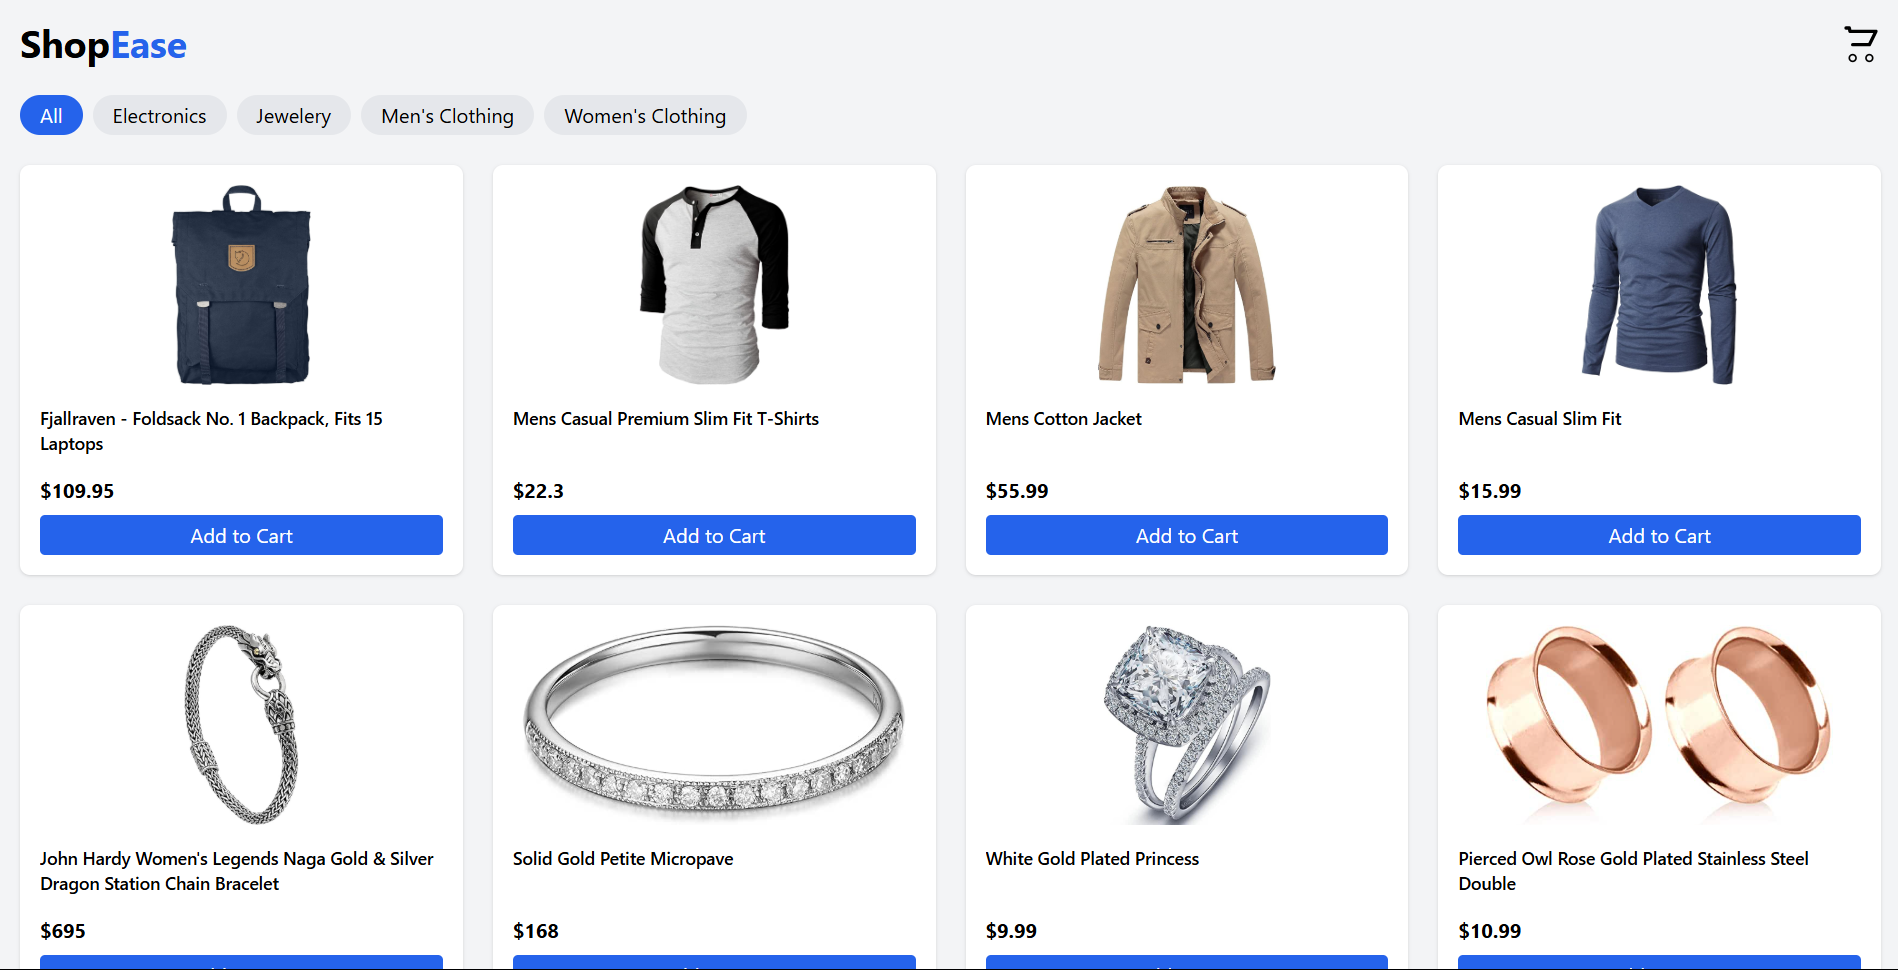 ShopEase
All Electronics Jewelery Men's Clothing Women's Clothing
Fjallraven - Foldsack No. 1 Backpack, Fits 15
Laptops
$109.95
Add to Cart
Mens Casual Premium Slim Fit T-Shirts
$22.3
Add to Cart
Mens Cotton Jacket
$55.99
Add to Cart
Mens Casual Slim Fit
$15.99
Add to Cart
John Hardy Women's Legends Naga Gold & Silver
Dragon Station Chain Bracelet
$695
Solid Gold Petite Micropave
$168
White Gold Plated Princess
$9.99
Pierced Owl Rose Gold Plated Stainless Steel
Double
$10.99